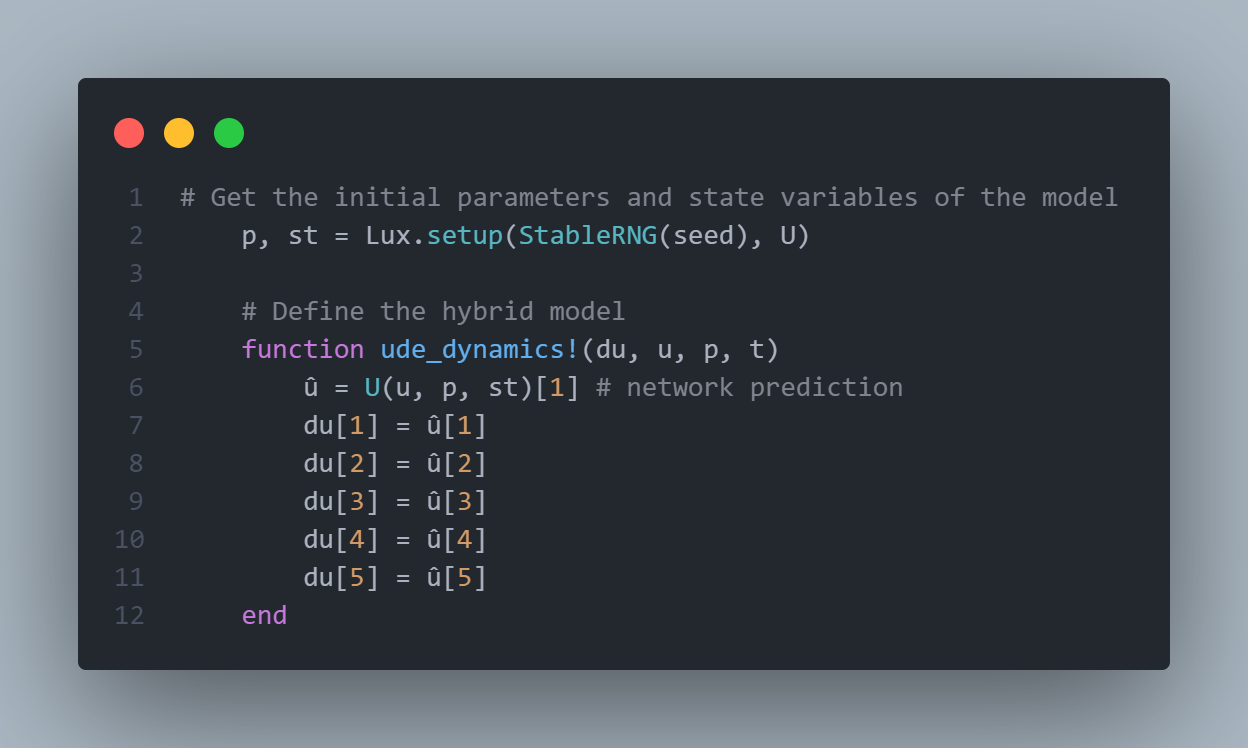 1 # Get the initial parameters and state variables of the model
2     p, st = Lux.setup(StableRNG(seed), U)
3
4     # Define the hybrid model
5     function ude_dynamics!(du, u, p, t)
6         û = U(u, p, st)[1] # network prediction
7         du[1] = û[1]
8         du[2] = û[2]
9         du[3] = û[3]
10         du[4] = û[4]
11         du[5] = û[5]
12     end